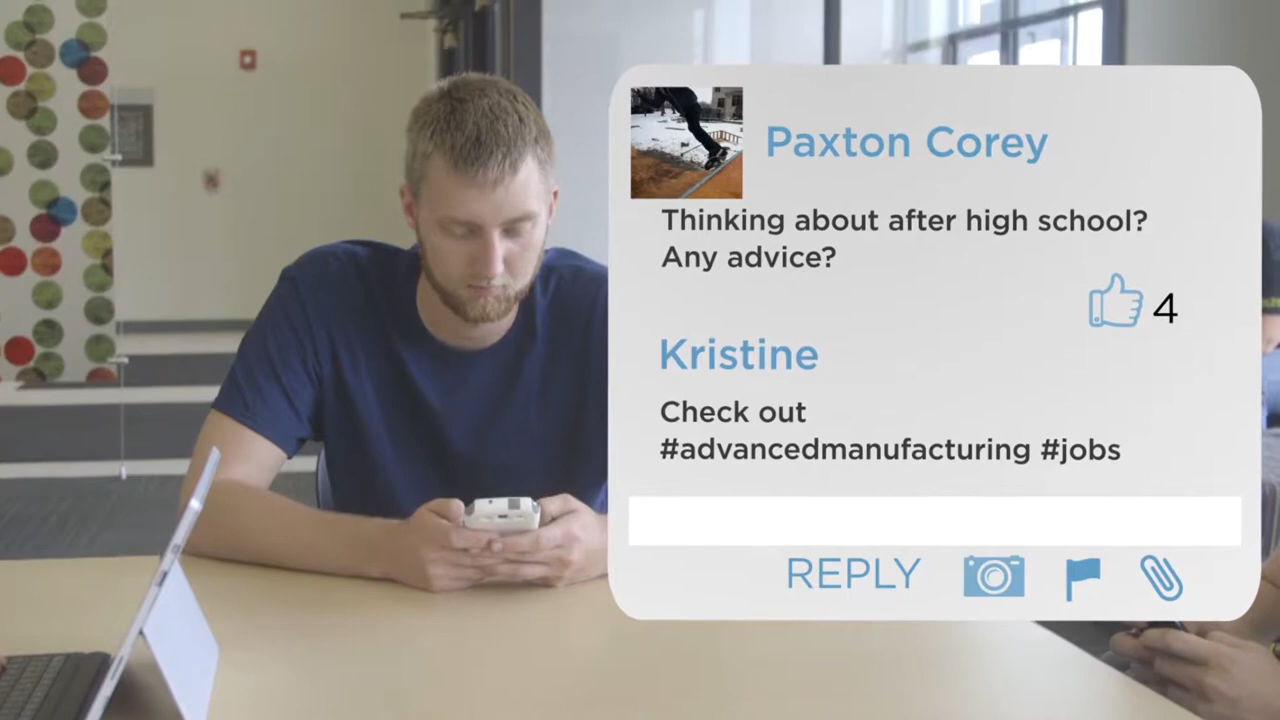 Paxton Corey
Thinking about after high school?
Any advice?
4
Kristine
Check out
#advancedmanufacturing #jobs
REPLY